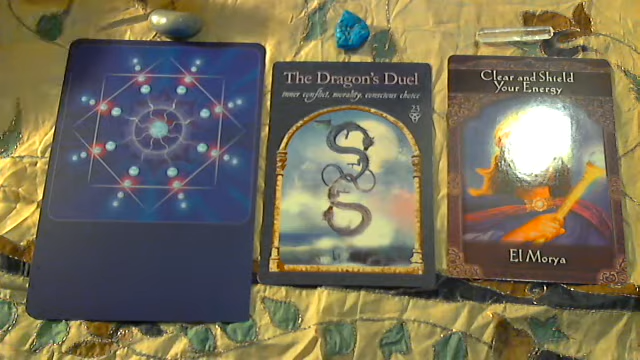 The Dragon's Duel
inner conflict, morality, conscious choice
23
Clear and Shield
Your Energy
El Morya